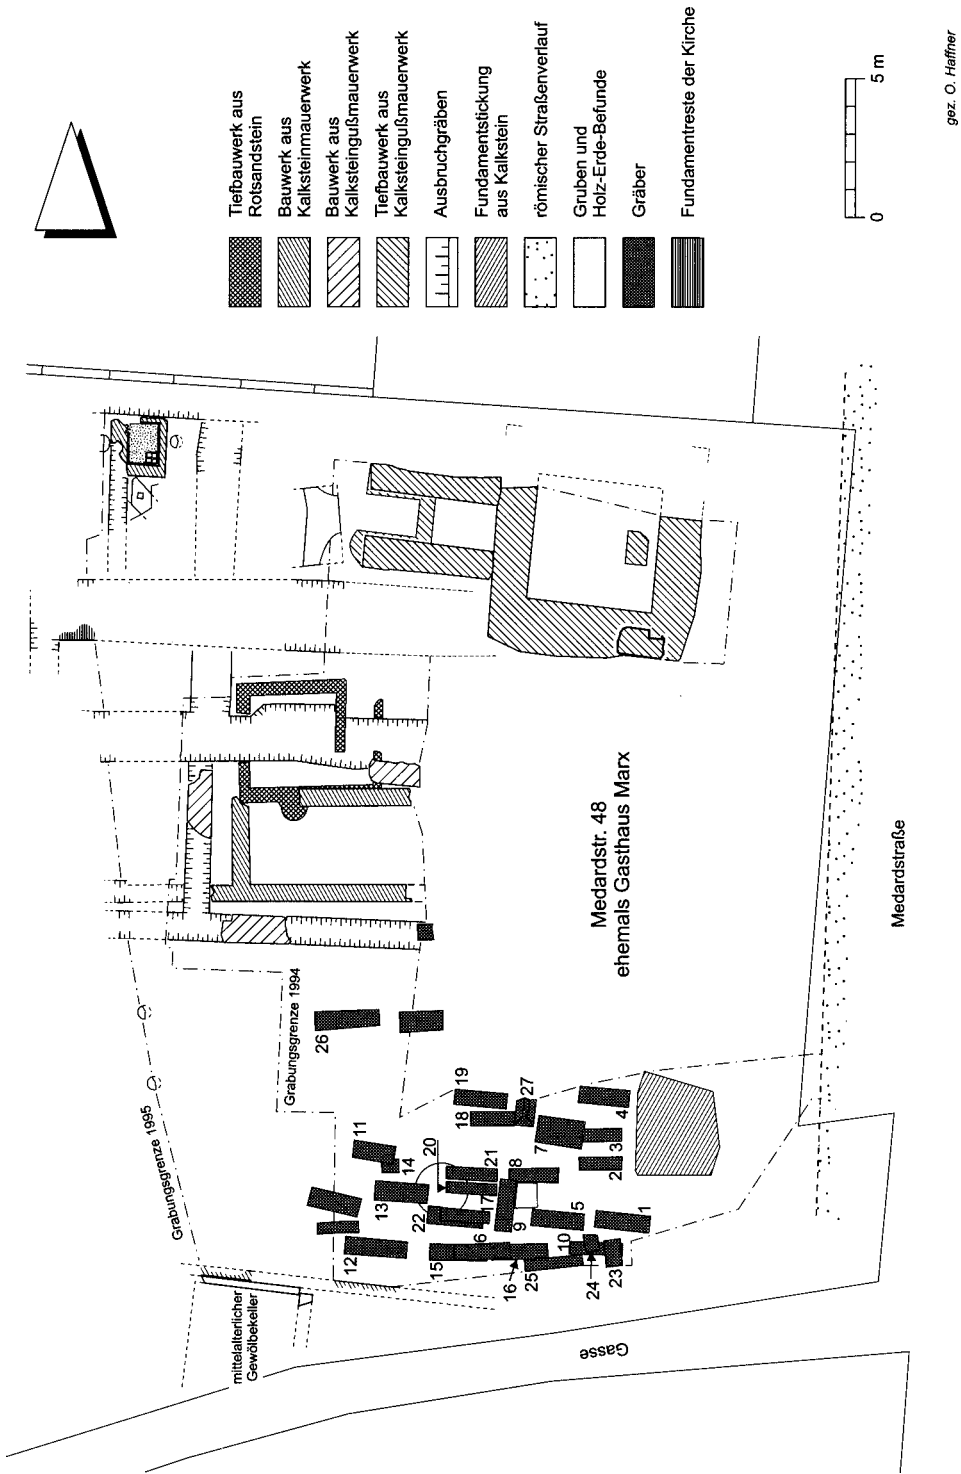 Tiefbauwerk aus
Rotsandstein
Bauwerk aus
Kalksteinmauerwerk
Bauwerk aus
Kalksteingußmauerwerk
Tiefbauwerk aus
Kalksteingußmauerwerk
Ausbruchgräben
Fundamentstickung
aus Kalkstein
römischer Straßenverlauf
Gruben und
Holz-Erde-Befunde
Gräber
Fundamentreste der Kirche
0
5 m
gez. O. Haffner
Medardstr. 48
ehemals Gasthaus Marx
Medardstraße
Grabungsgrenze 1994
Grabungsgrenze 1995
mittelalterlicher
Gewölbekeller
Gasse
26
11
14
13
12
20
22
21
19
18
27
7
4
3
2
8
17
9
5
1
6
15
16
25
10
24
23